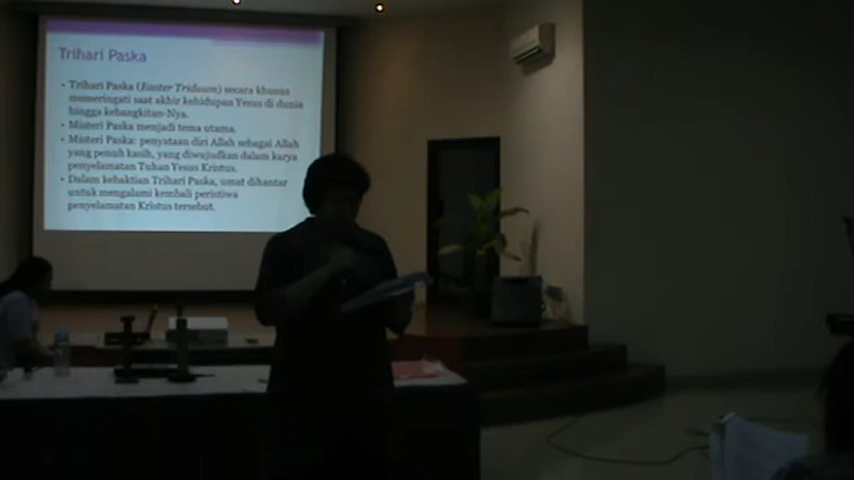 Trihari Paska
• Trihari Paska (Easter Triduum) secara khusus
memeringati saat akhir kehidupan Yesus di dunia
hingga kebangkitan-Nya.
• Misteri Paska menjadi tema utama.
• Misteri Paska: penyataan diri Allah sebagai Allah
yang penuh kasih, yang diwujudkan dalam karya
penyelamatan Tuhan Yesus Kristus.
• Dalam kebaktian Trihari Paska, umat dihantar
untuk mengalami kembali peristiwa
penyelamatan Kristus tersebut.